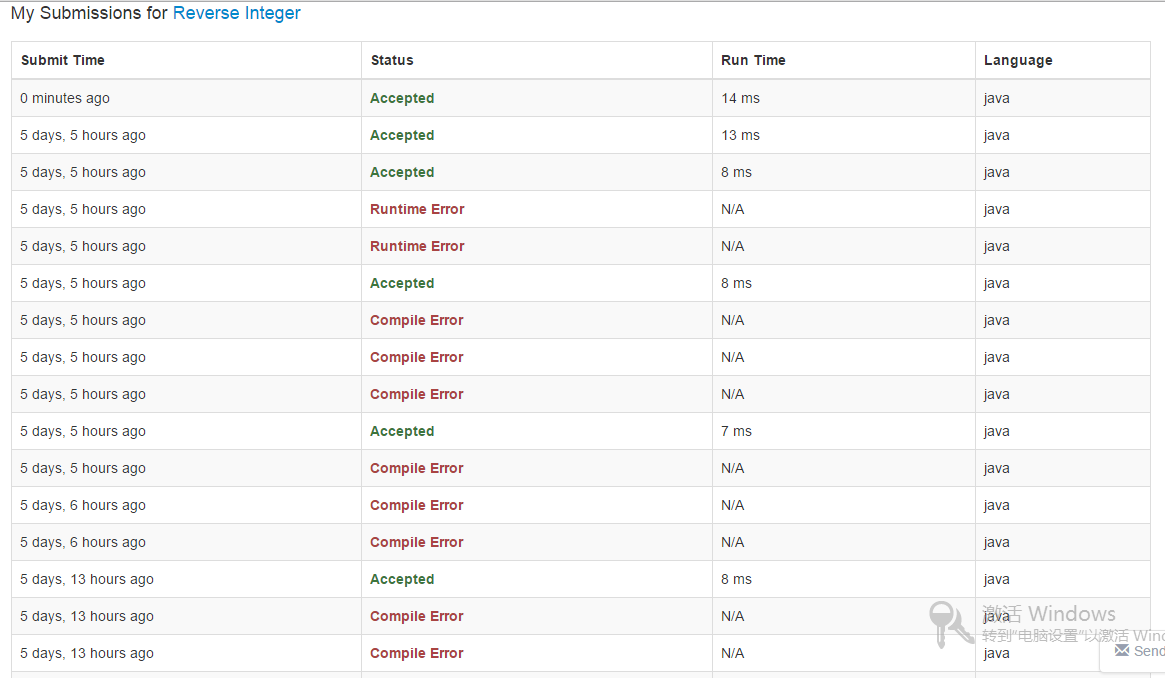 My Submissions for Reverse Integer
Submit Time Status Run Time Language
0 minutes ago Accepted 14 ms java
5 days, 5 hours ago Accepted 13 ms java
5 days, 5 hours ago Accepted 8 ms java
5 days, 5 hours ago Runtime Error N/A java
5 days, 5 hours ago Runtime Error N/A java
5 days, 5 hours ago Accepted 8 ms java
5 days, 5 hours ago Compile Error N/A java
5 days, 5 hours ago Compile Error N/A java
5 days, 5 hours ago Compile Error N/A java
5 days, 5 hours ago Accepted 7 ms java
5 days, 5 hours ago Compile Error N/A java
5 days, 6 hours ago Compile Error N/A java
5 days, 6 hours ago Compile Error N/A java
5 days, 13 hours ago Accepted 8 ms java
5 days, 13 hours ago Compile Error N/A java
激活 Windows
转到"电脑设置"以激活 Wind
5 days, 13 hours ago Compile Error N/A java
Send